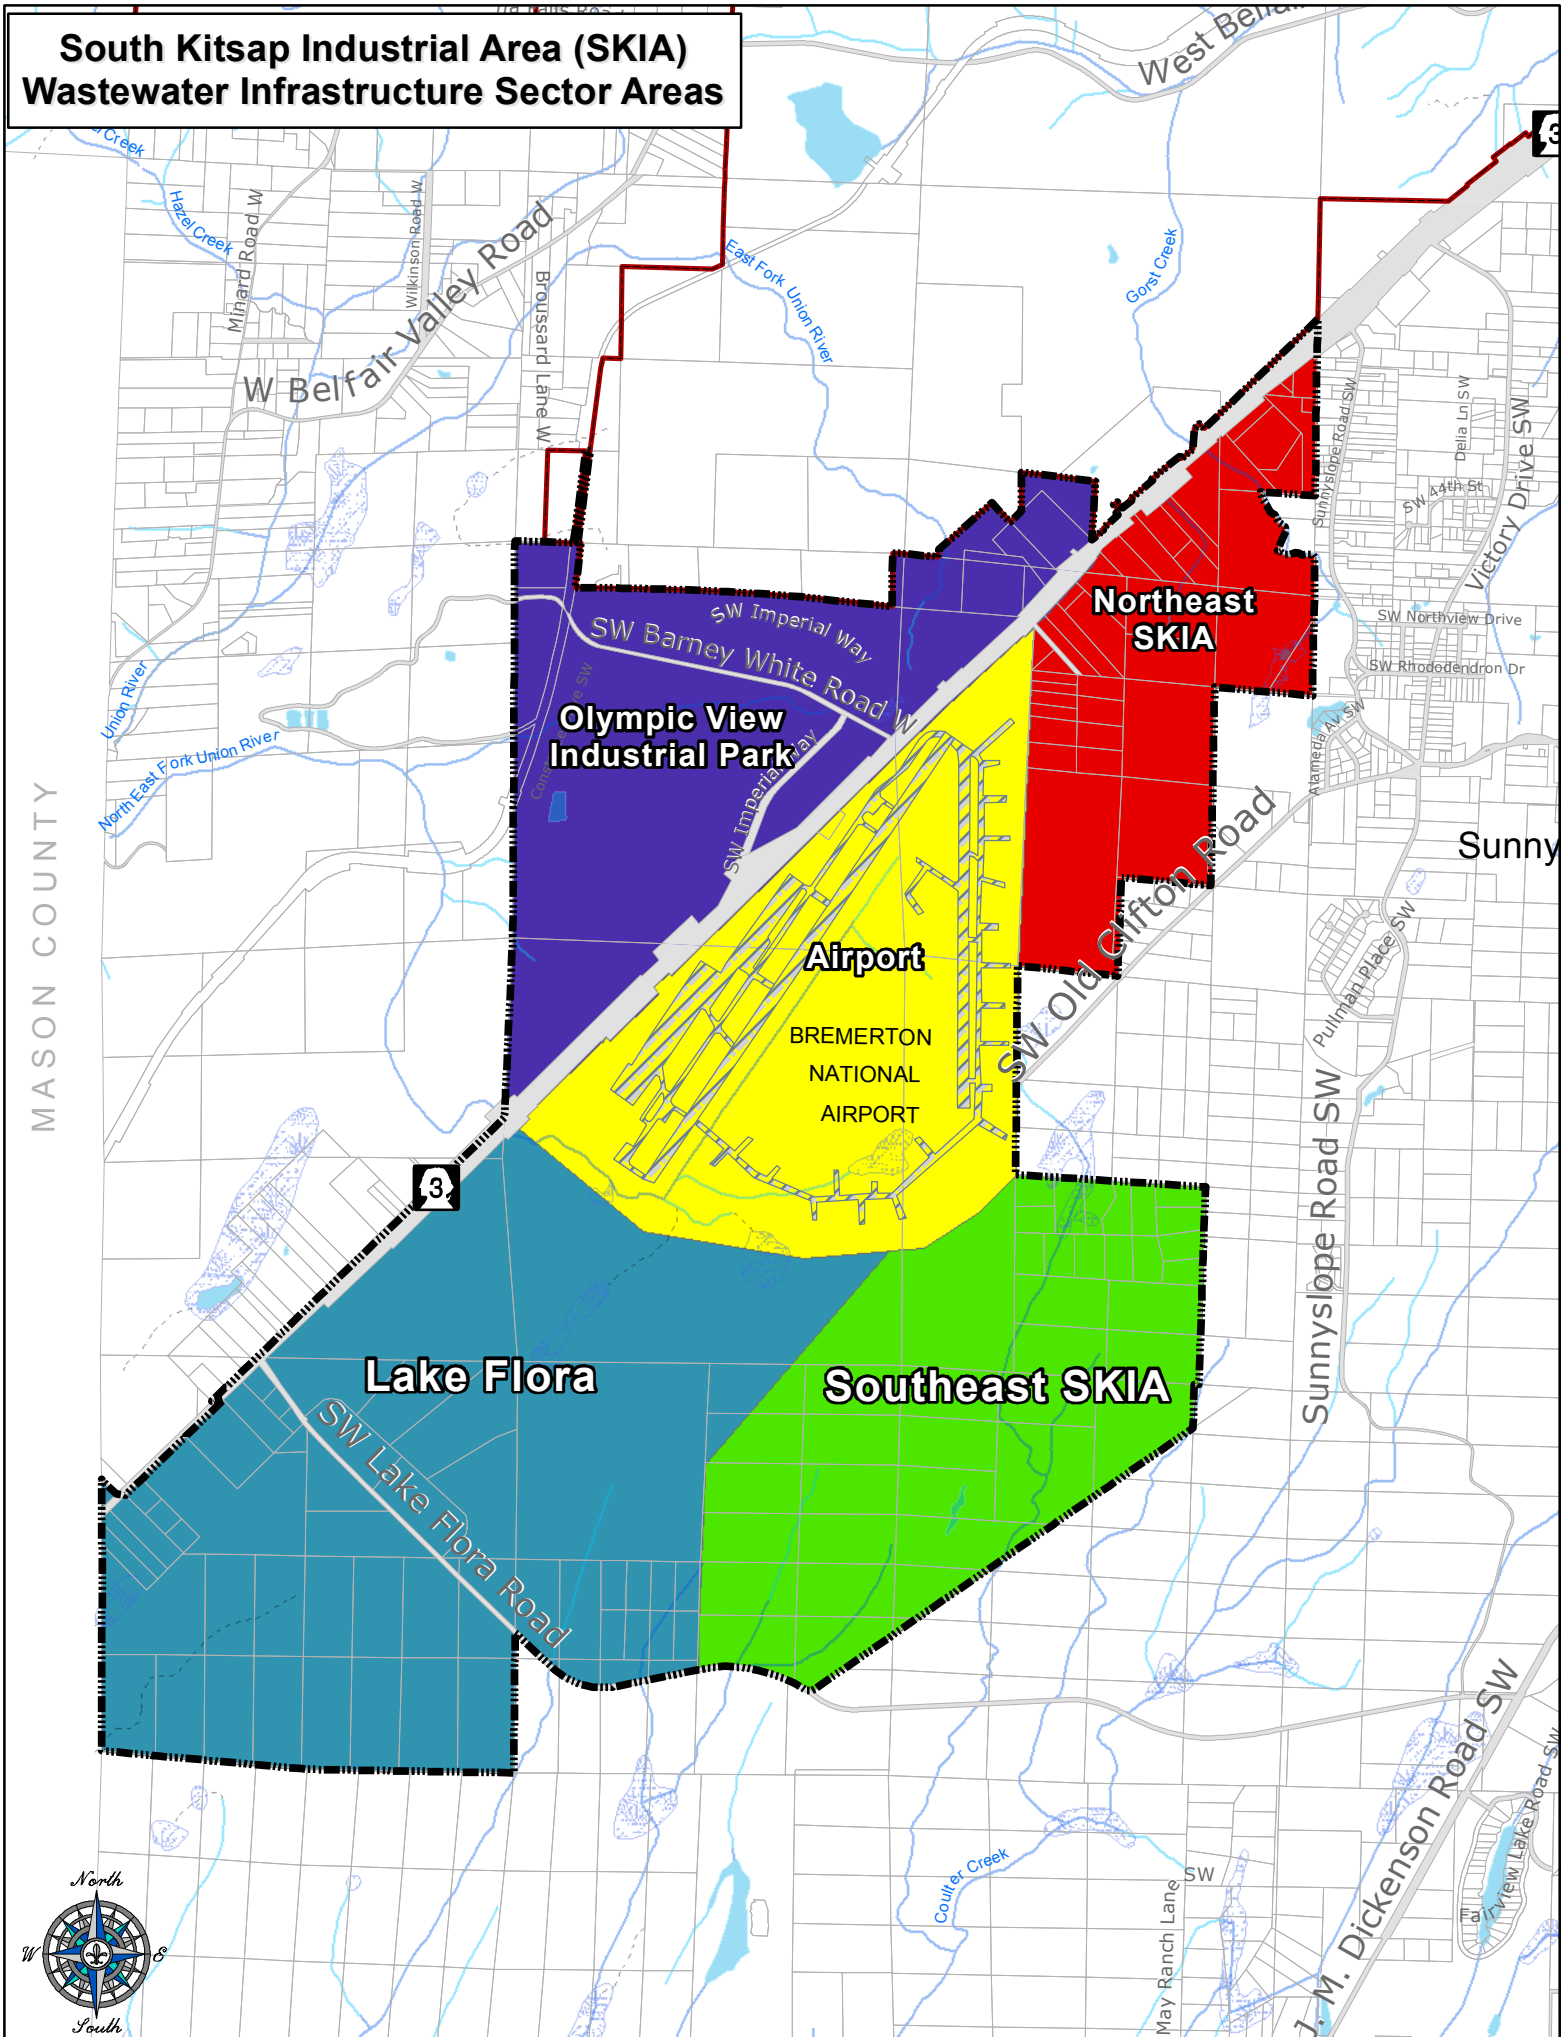 South Kitsap Industrial Area (SKIA)
Wastewater Infrastructure Sector Areas
West
3
Creek
Hazel Creek
Minard Road W
Wilkinson Road W
W Belfair Valley Road
Broussard Lane W
East Fork Union River
Gorst Creek
Sunnyslope Road SW
Delia Ln SW
SW 44th St
Victory Drive SW
Northeast
SKIA
SW Northview Drive
SW Rhododendron Dr
Alameda AV SW
SW Imperial Way
SW Barney White Road W
Olympic View
Industrial Park
SW Imperial Way
Union River
North East Fork Union River
MASON COUNTY
SW Old Clifton Road
Sunny
Pullman Place SW
Airport
BREMERTON
NATIONAL
AIRPORT
Sunnyslope Road SW
3
Lake Flora
Southeast SKIA
SW Lake Flora Road
J. M. Dickenson Road SW
Fairview Lake Road SW
Coulter Creek
May Ranch Lane SW
North
W
E
South